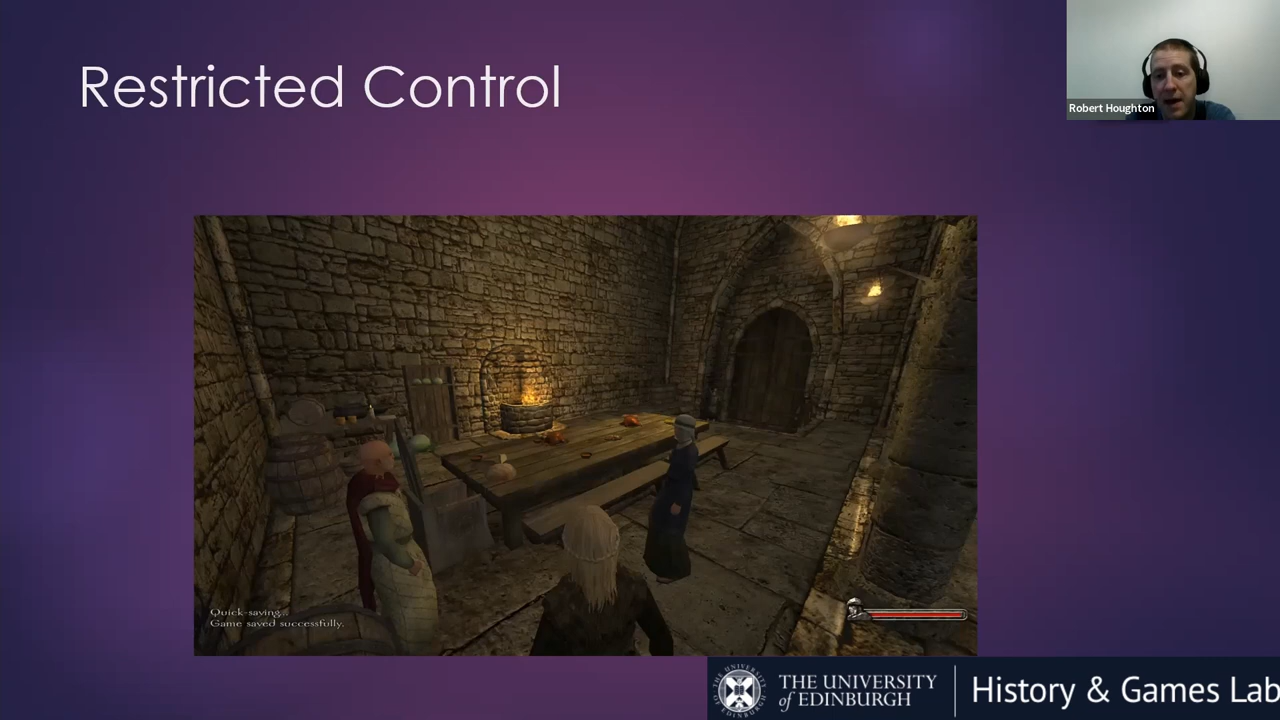 Restricted Control
Robert Houghton
Quick-saving...
Game saved successfully.
THE UNIVERSITY
of EDINBURGH
History & Games Lab